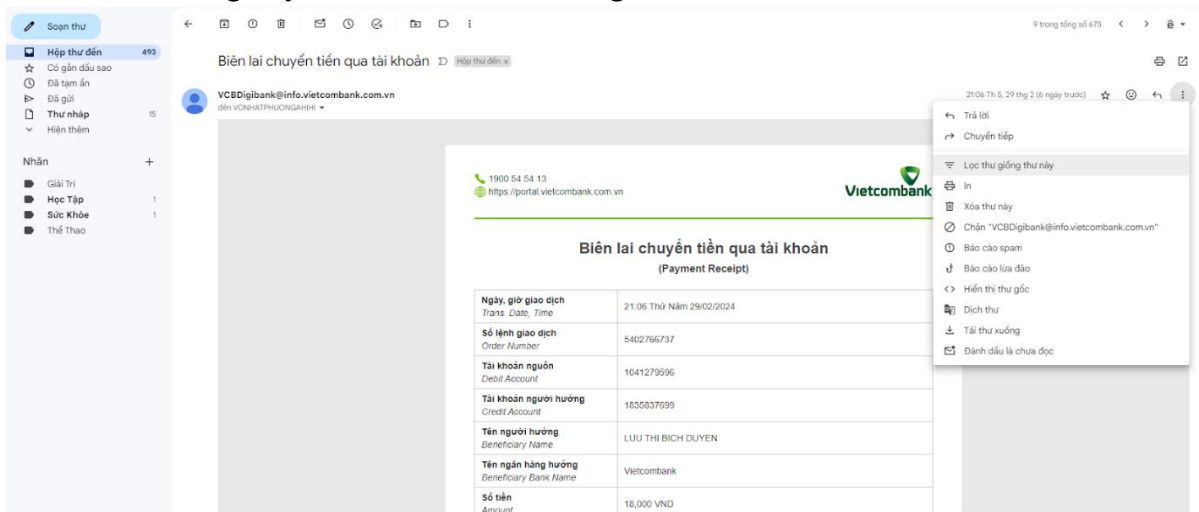 Soạn thư
9 trong tổng số 675
Hộp thư đến 493
Có gắn dấu sao
Đã tạm ẩn
Đã gửi
Thư nháp 15
Hiện thêm
Nhãn
Giải Trí
Học Tập 1
Sức Khỏe 1
Thể Thao
Biên lai chuyển tiền qua tài khoản Hộp thư đến x
VCBDigibank@info.vietcombank.com.vn
21:06 Th 5, 29 thg 2 (6 ngày trước)
đến VONHATPHUONGAHIHI
1900 54 54 13
https://portal.vietcombank.com.vn
Vietcombank
Biên lai chuyển tiền qua tài khoản
(Payment Receipt)
Ngày, giờ giao dịch
Trans. Date, Time
21:06 Thứ Năm 29/02/2024
Số lệnh giao dịch
Order Number
5402766737
Tài khoản nguồn
Debit Account
1041279596
Tài khoản người hưởng
Credit Account
1835837699
Tên người hưởng
Beneficiary Name
LUU THI BICH DUYEN
Tên ngân hàng hưởng
Beneficiary Bank Name
Vietcombank
Số tiền
Amount
18,000 VND
Trả lời
Chuyển tiếp
Lọc thư giống thư này
In
Xóa thư này
Chặn "VCBDigibank@info.vietcombank.com.vn"
Báo cáo spam
Báo cáo lừa đảo
Hiển thị thư gốc
Dịch thư
Tải thư xuống
Đánh dấu là chưa đọc